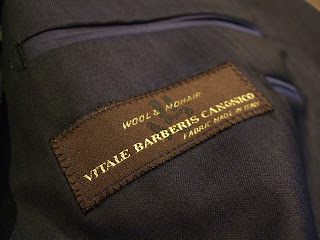 WOOL & MOHAIR
VITALE BARBERIS CANONICO
FABRIC MADE IN ITALY